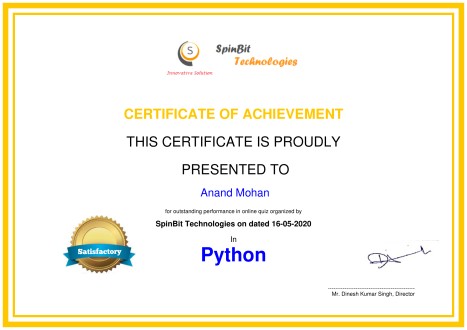 S
SpinBit
Technologies
Innovative Solution
CERTIFICATE OF ACHIEVEMENT
THIS CERTIFICATE IS PROUDLY
PRESENTED TO
Anand Mohan
for outstanding performance in online quiz organized by
SpinBit Technologies on dated 16-05-2020
In
Python
Satisfactory
Mr. Dinesh Kumar Singh, Director